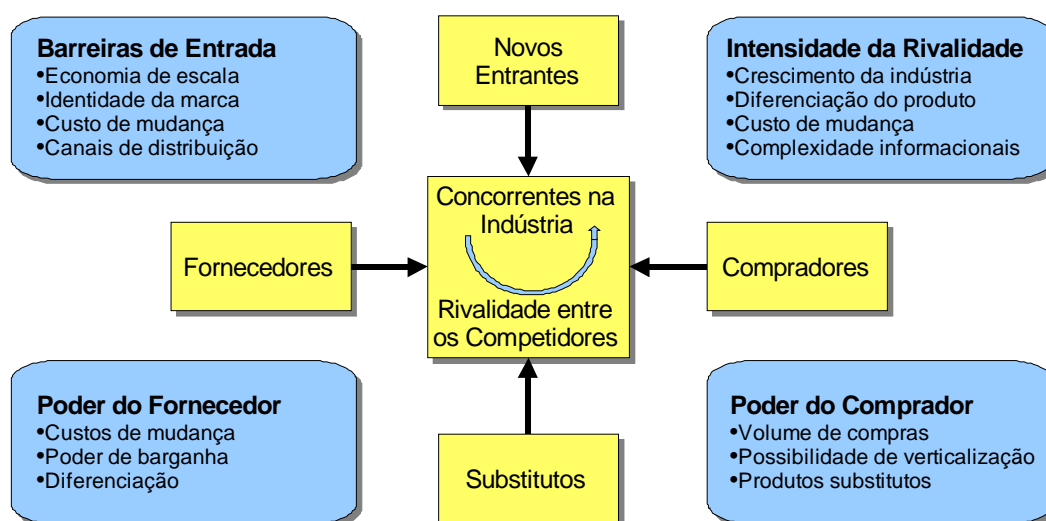 Barreiras de Entrada
•Economia de escala
•Identidade da marca
•Custo de mudança
•Canais de distribuição
Novos
Entrantes
Intensidade da Rivalidade
•Crescimento da indústria
•Diferenciação do produto
•Custo de mudança
•Complexidade informacionais
Fornecedores
Concorrentes na
Indústria
Rivalidade entre
os Competidores
Compradores
Poder do Fornecedor
•Custos de mudança
•Poder de barganha
•Diferenciação
Substitutos
Poder do Comprador
•Volume de compras
•Possibilidade de verticalização
•Produtos substitutos